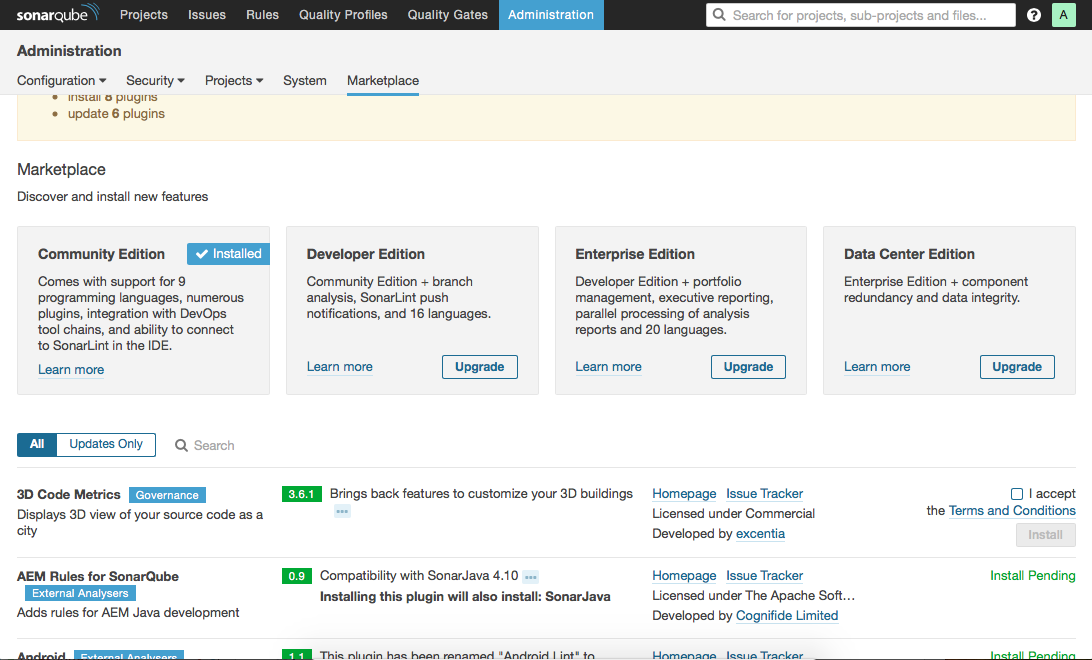 sonarqube Projects Issues Rules Quality Profiles Quality Gates Administration Search for projects, sub-projects and files... ? A
Administration
Configuration Security Projects System Marketplace
install 8 plugins
update 6 plugins
Marketplace
Discover and install new features
Community Edition Installed
Comes with support for 9
programming languages, numerous
plugins, integration with DevOps
tool chains, and ability to connect
to SonarLint in the IDE.
Learn more
Developer Edition
Community Edition + branch
analysis, SonarLint push
notifications, and 16 languages.
Learn more Upgrade
Enterprise Edition
Developer Edition + portfolio
management, executive reporting,
parallel processing of analysis
reports and 20 languages.
Learn more Upgrade
Data Center Edition
Enterprise Edition + component
redundancy and data integrity.
Learn more Upgrade
All Updates Only Search
3D Code Metrics Governance
Displays 3D view of your source code as a
city
3.6.1 Brings back features to customize your 3D buildings
...
Homepage Issue Tracker
Licensed under Commercial
Developed by excentia
I accept
the Terms and Conditions
Install
AEM Rules for SonarQube
External Analysers
Adds rules for AEM Java development
0.9 Compatibility with SonarJava 4.10 ...
Installing this plugin will also install: SonarJava
Homepage Issue Tracker
Licensed under The Apache Soft…
Developed by Cognifide Limited
Install Pending
Android External Analysers
1.1 This plugin has been renamed "Android Lint" to
Homepage Issue Tracker
Install Pending